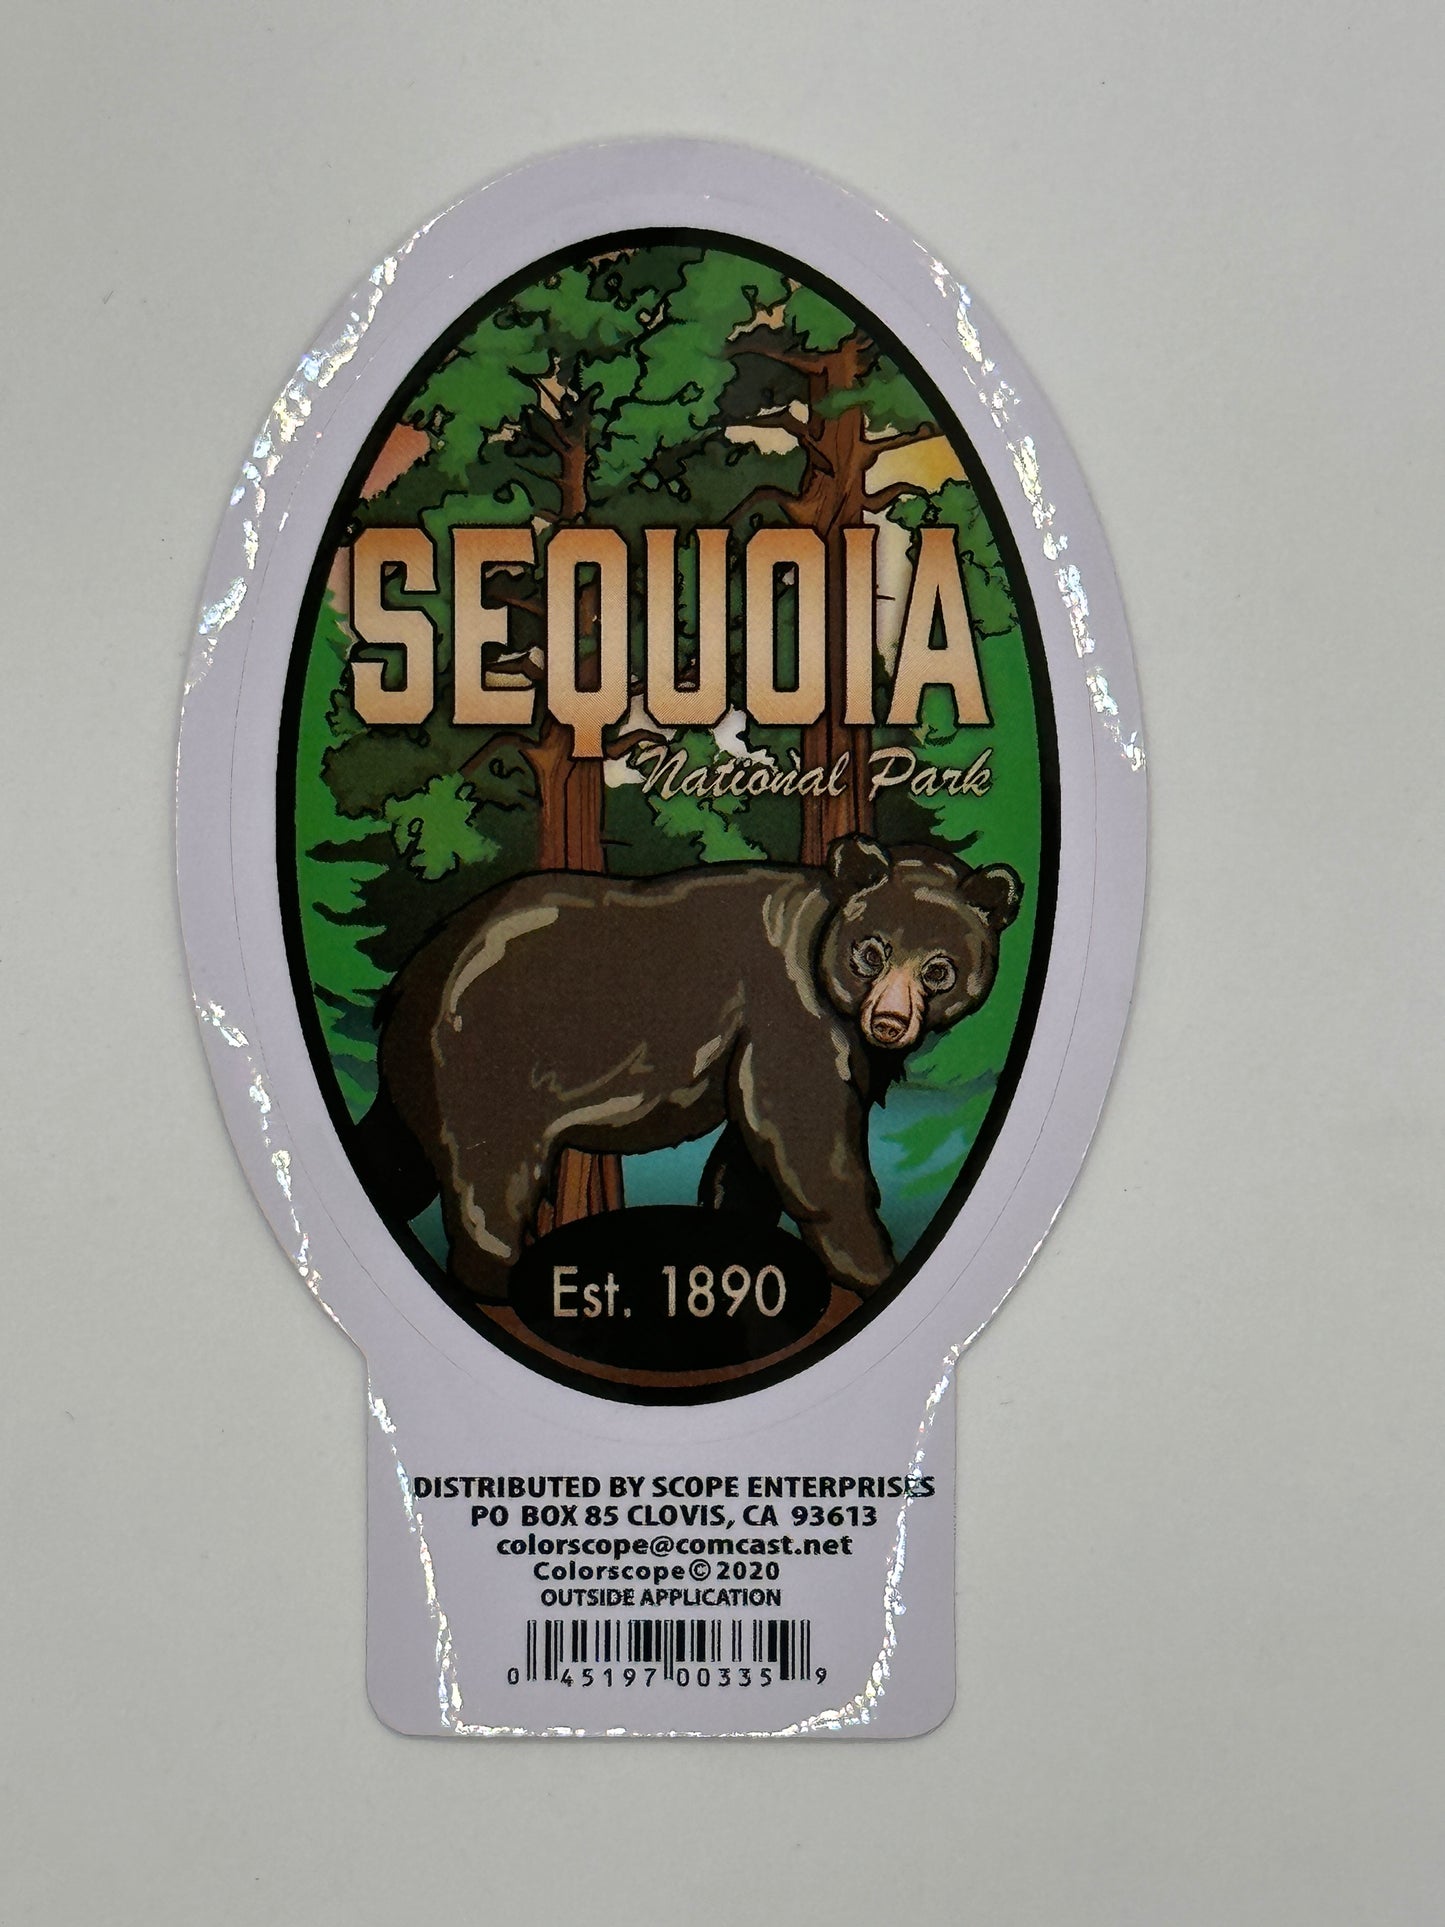 SEQUOIA
National Park
Est. 1890
DISTRIBUTED BY SCOPE ENTERPRISES
PO BOX 85 CLOVIS, CA 93613
colorscope@comcast.net
Colorscope©2020
OUTSIDE APPLICATION
0 45197 00335 9